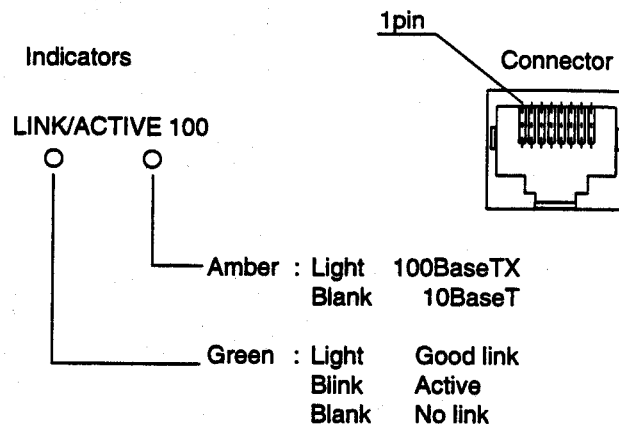 1pin
Indicators
Connector
LINK/ACTIVE 100
Amber : Light 100BaseTX
Blank 10BaseT
Green : Light Good link
Blink Active
Blank No link